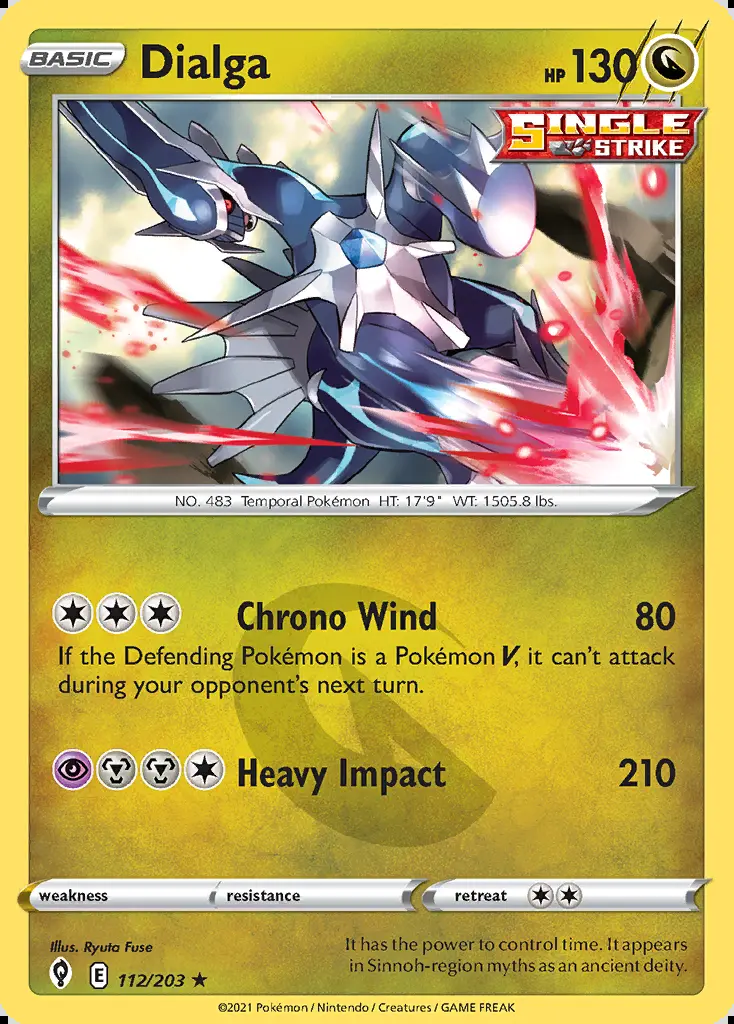 BASIC Dialga HP 130
SINGLE
STRIKE
NO. 483 Temporal Pokémon HT: 17'9" WT: 1505.8 lbs.
Chrono Wind 80
If the Defending Pokémon is a Pokémon V, it can't attack
during your opponent's next turn.
Heavy Impact 210
weakness resistance retreat
Illus. Ryuta Fuse
It has the power to control time. It appears
in Sinnoh-region myths as an ancient deity.
E 112/203 ★
©2021 Pokémon / Nintendo / Creatures / GAME FREAK